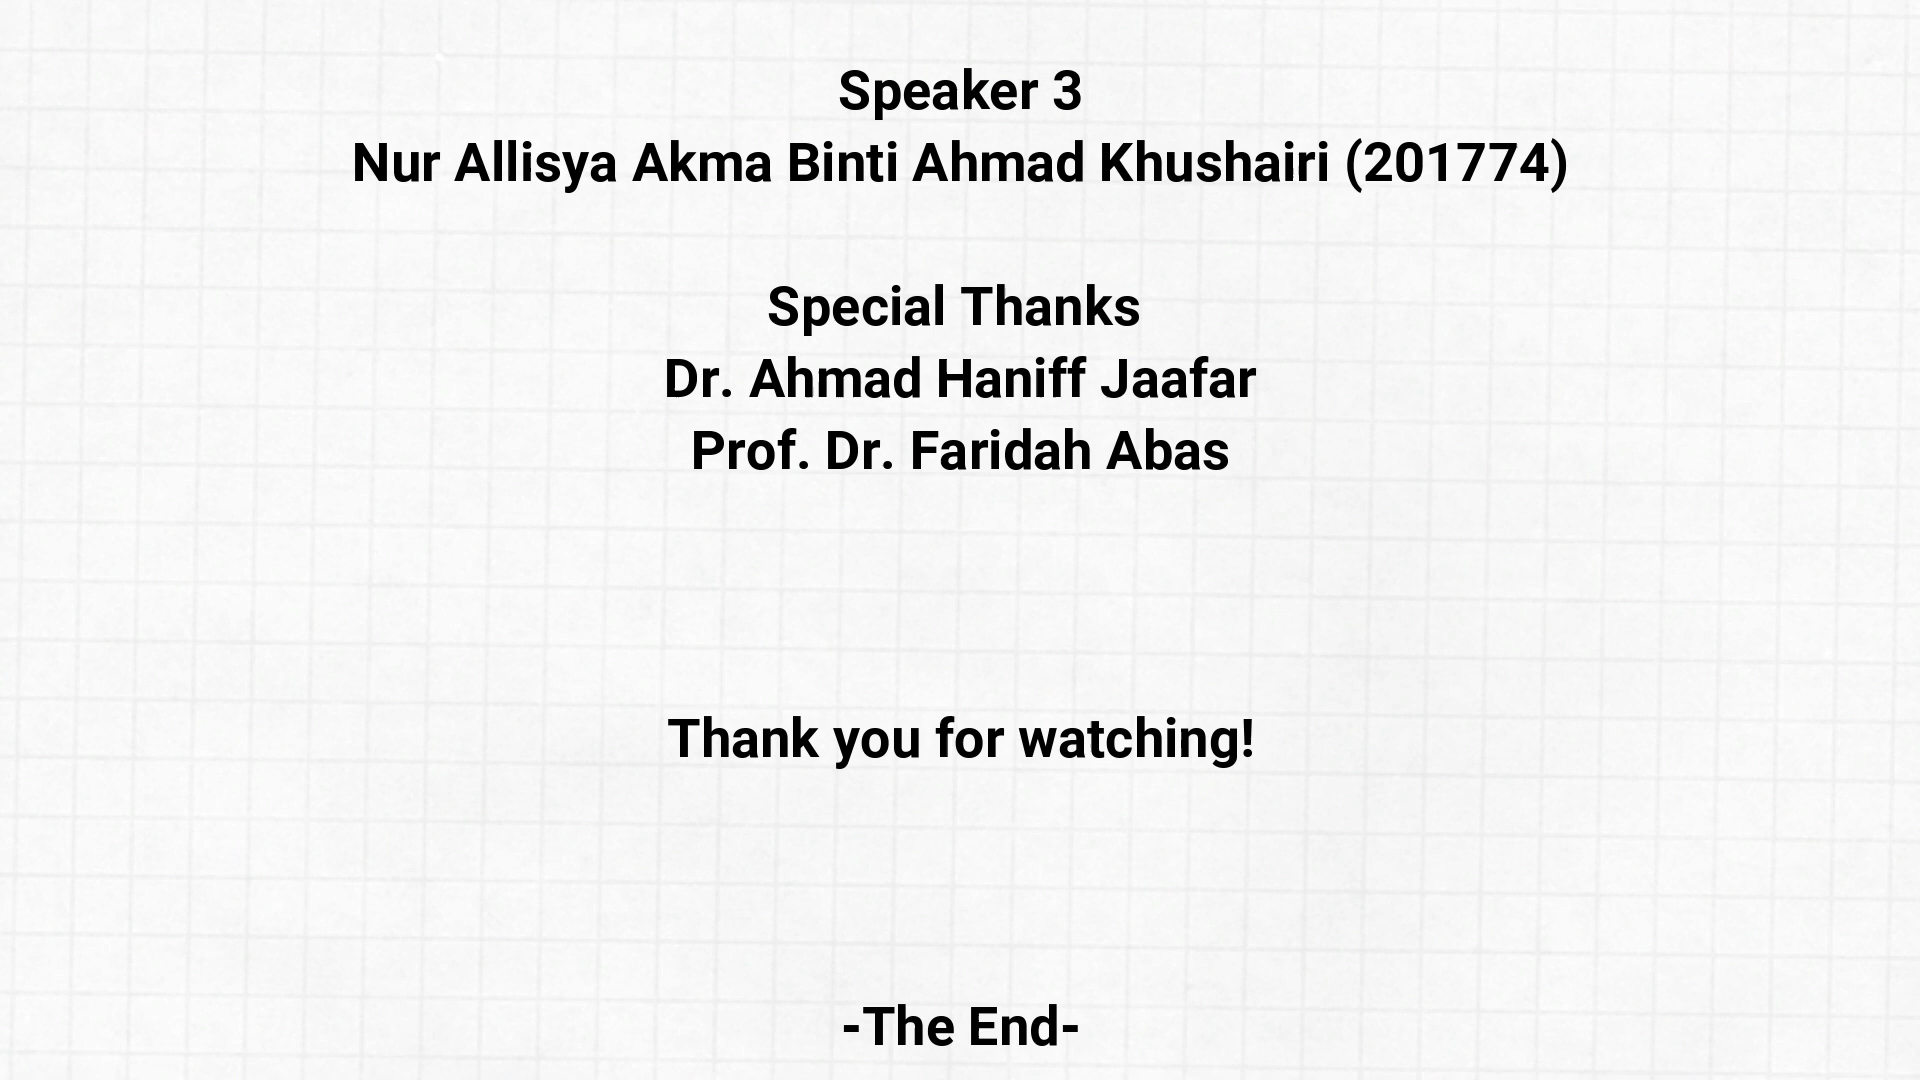 Speaker 3
Nur Allisya Akma Binti Ahmad Khushairi (201774)
Special Thanks
Dr. Ahmad Haniff Jaafar
Prof. Dr. Faridah Abas
Thank you for watching!
-The End-